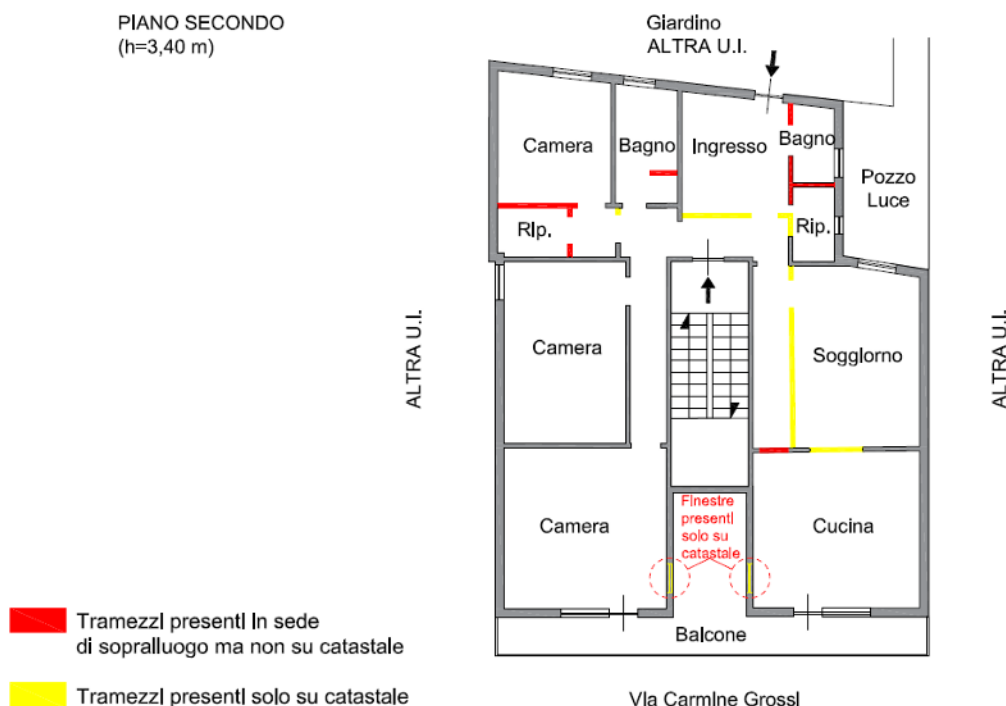 PIANO SECONDO
(h=3,40 m)
Giardino
ALTRA U.I.
Camera
Bagno
Ingresso
Bagno
Pozzo
Luce
Rip.
Rip.
ALTRA U.I.
Camera
Soggiorno
ALTRA U.I.
Camera
Finestre
presenti
solo su
catastale
Cucina
Balcone
Tramezzi presenti in sede
di sopralluogo ma non su catastale
Tramezzi presenti solo su catastale
Via Carmine Grossi